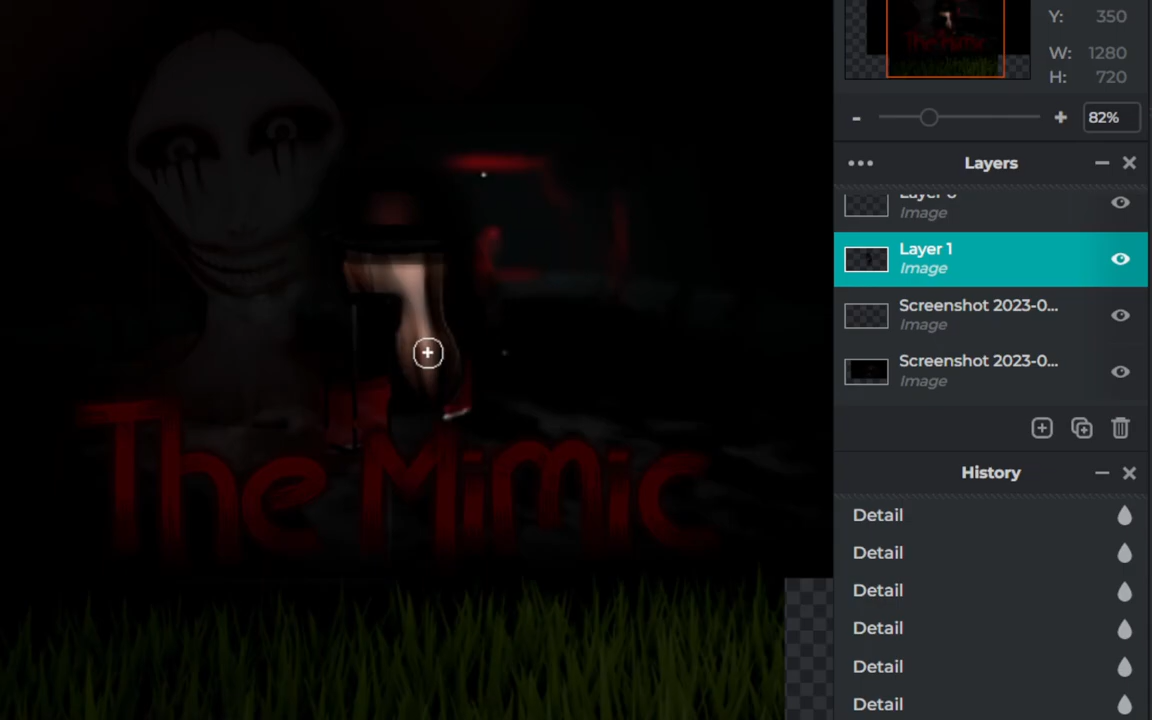 Y: 350
W: 1280
H: 720
- + 82%
Layers
Image
Layer 1
Image
Screenshot 2023-0...
Image
Screenshot 2023-0...
Image
History
Detail
Detail
Detail
Detail
Detail
Detail
The Mimic